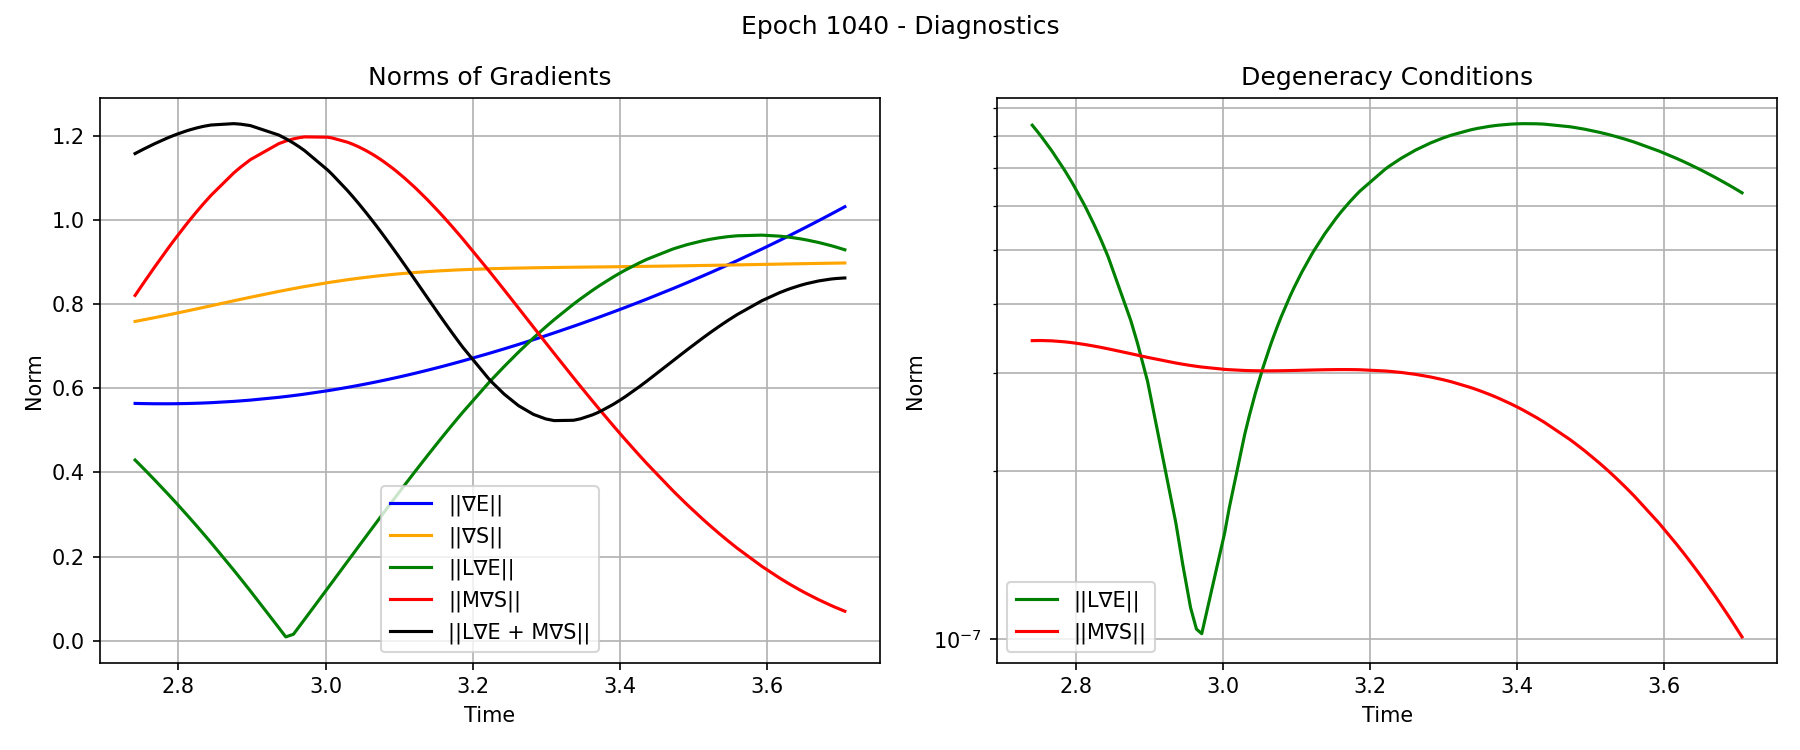 Epoch 1040 - Diagnostics
Norms of Gradients
Norm
1.2
1.0
0.8
0.6
0.4
0.2
0.0
||∇E||
||∇S||
||L∇E||
||M∇S||
||L∇E + M∇S||
2.8
3.0
3.2
3.4
3.6
Time
Degeneracy Conditions
Norm
10⁻⁷
||L∇E||
||M∇S||
2.8
3.0
3.2
3.4
3.6
Time